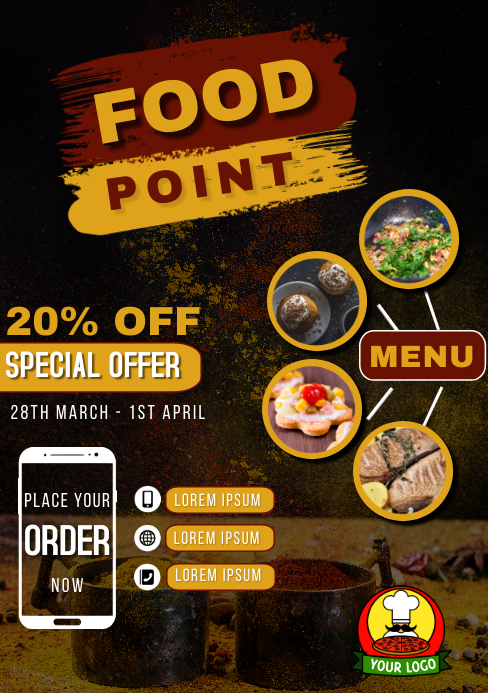 FOOD
POINT
20% OFF
SPECIAL OFFER
28TH MARCH - 1ST APRIL
MENU
PLACE YOUR
ORDER
NOW
LOREM IPSUM
LOREM IPSUM
LOREM IPSUM
YOUR LOGO